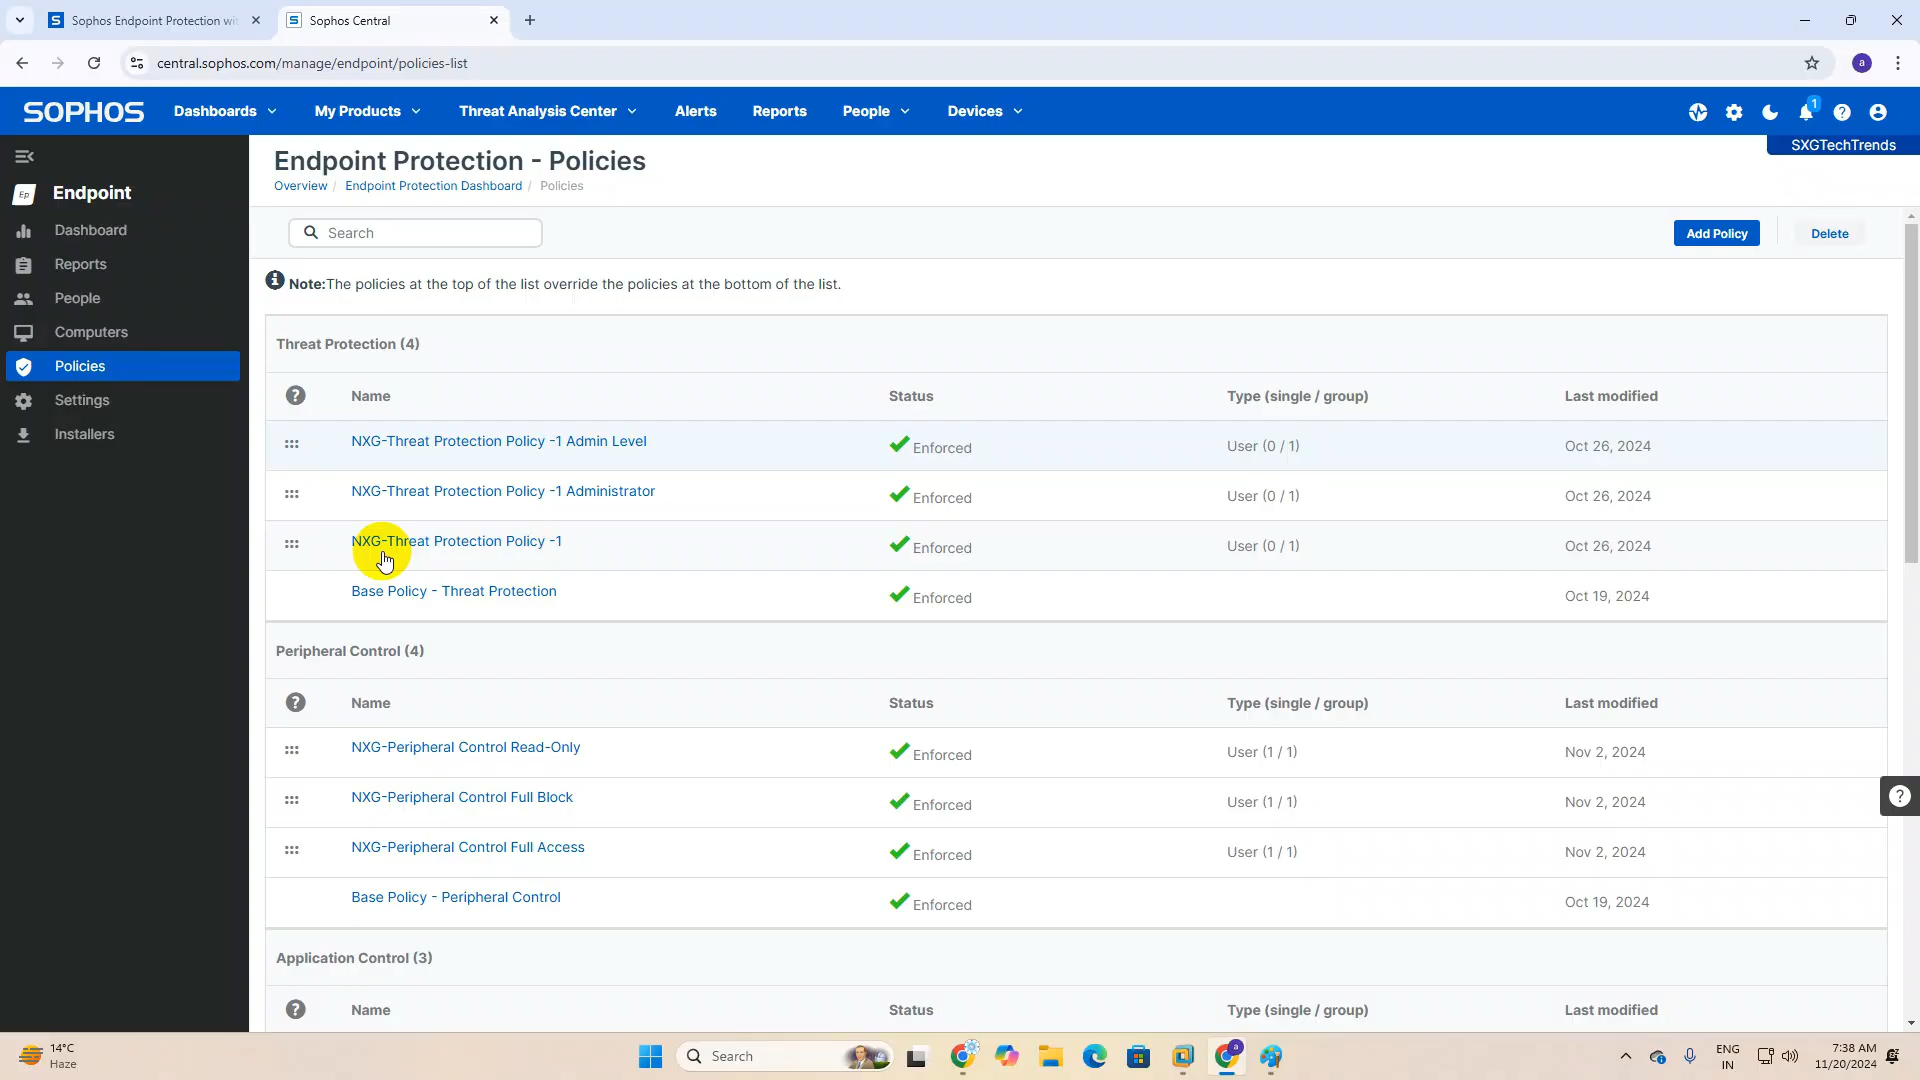 Sophos Endpoint Protection wi
Sophos Central
central.sophos.com/manage/endpoint/policies-list
a
SOPHOS
Dashboards
My Products
Threat Analysis Center
Alerts
Reports
People
Devices
1
SXGTechTrends
Ep
Endpoint
Dashboard
Reports
People
Computers
Policies
Settings
Installers
Endpoint Protection - Policies
Overview / Endpoint Protection Dashboard / Policies
Search
Add Policy
Delete
Note:The policies at the top of the list override the policies at the bottom of the list.
Threat Protection (4)
Name Status Type (single / group) Last modified
NXG-Threat Protection Policy -1 Admin Level Enforced User (0 / 1) Oct 26, 2024
NXG-Threat Protection Policy -1 Administrator Enforced User (0 / 1) Oct 26, 2024
NXG-Threat Protection Policy -1 Enforced User (0 / 1) Oct 26, 2024
Base Policy - Threat Protection Enforced Oct 19, 2024
Peripheral Control (4)
Name Status Type (single / group) Last modified
NXG-Peripheral Control Read-Only Enforced User (1 / 1) Nov 2, 2024
NXG-Peripheral Control Full Block Enforced User (1 / 1) Nov 2, 2024
NXG-Peripheral Control Full Access Enforced User (1 / 1) Nov 2, 2024
Base Policy - Peripheral Control Enforced Oct 19, 2024
Application Control (3)
Name Status Type (single / group) Last modified
14°C
Haze
Search
ENG
IN
7:38 AM
11/20/2024